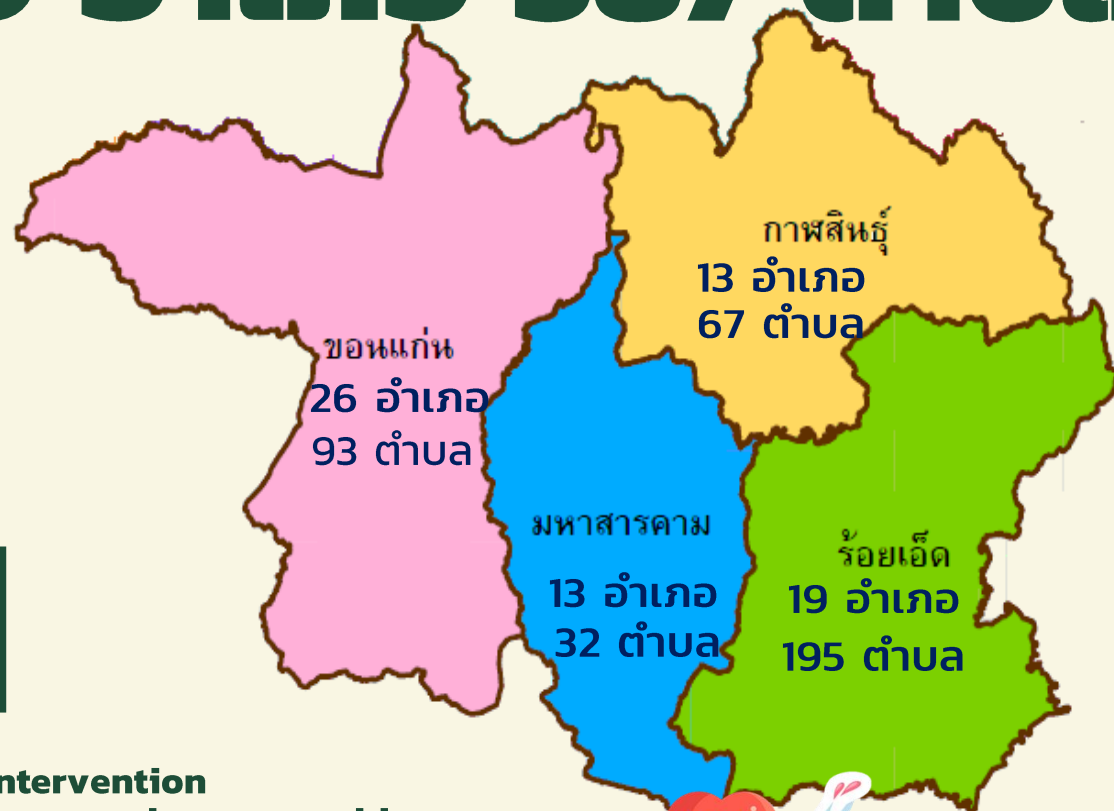 กาฬสินธุ์
13 อำเภอ
67 ตำบล
ขอนแก่น
26 อำเภอ
93 ตำบล
มหาสารคาม
13 อำเภอ
32 ตำบล
ร้อยเอ็ด
19 อำเภอ
195 ตำบล
ntervention